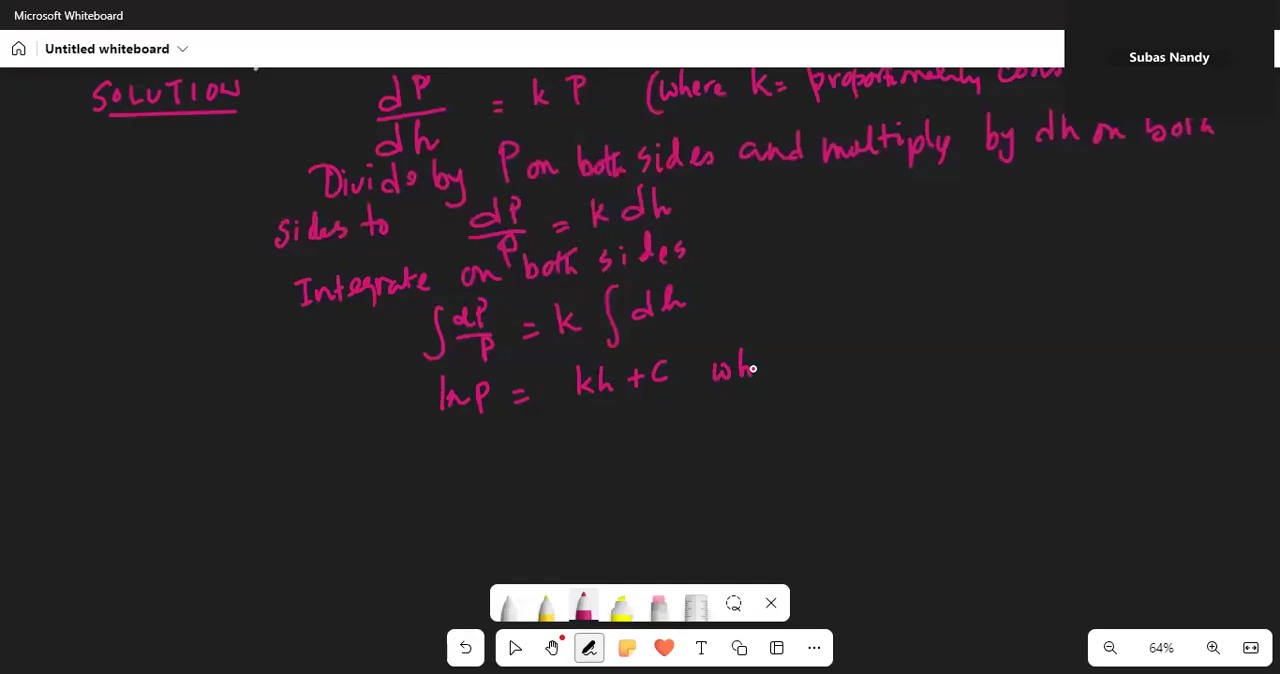 Microsoft Whiteboard
Untitled whiteboard
Subas Nandy
SOLUTION dP/dh = k P (where k = proportionality cons
Divide by P on both sides and multiply by dh on both
sides to dP/P = k dh
Integrate on both sides
∫ dP/P = k ∫ dh
ln P = kh + C wh
64%